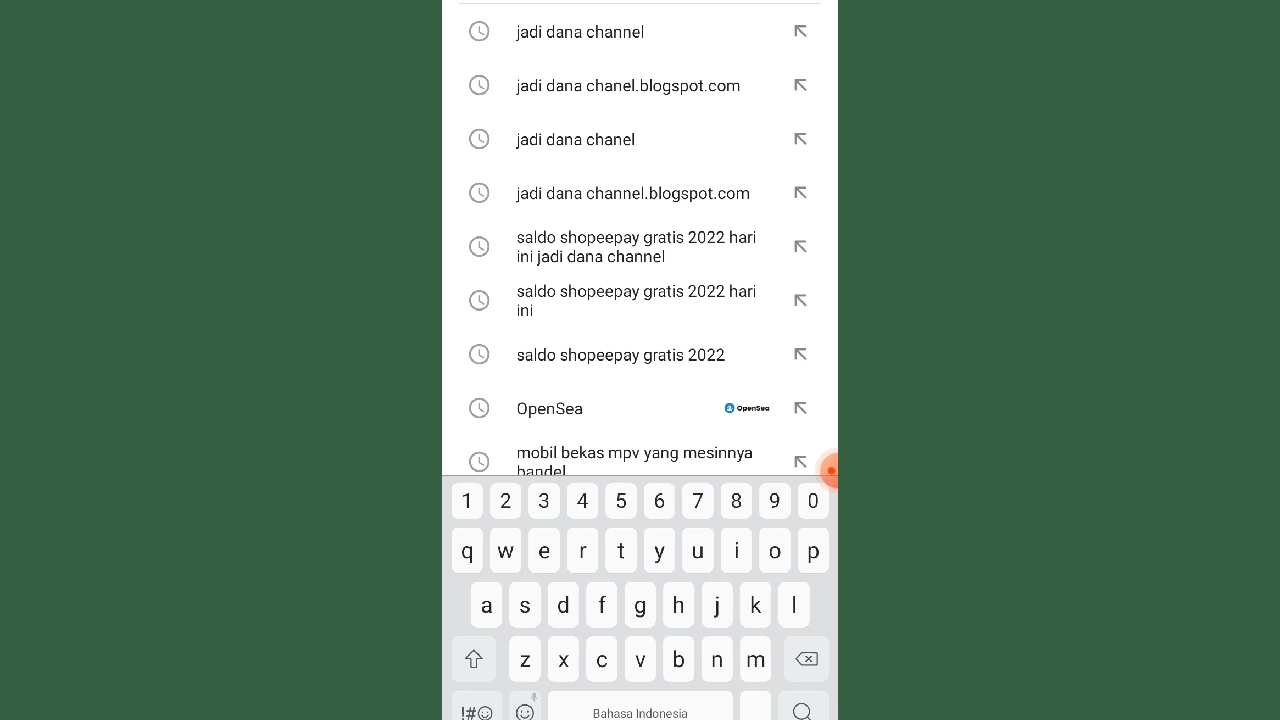 jadi dana channel
jadi dana chanel.blogspot.com
jadi dana chanel
jadi dana channel.blogspot.com
saldo shopeepay gratis 2022 hari
ini jadi dana channel
saldo shopeepay gratis 2022 hari
ini
saldo shopeepay gratis 2022
OpenSea OpenSea
mobil bekas mpv yang mesinnya
bandel
1 2 3 4 5 6 7 8 9 0
q w e r t y u i o p
a s d f g h j k l
z x c v b n m
!#☺ Bahasa Indonesia